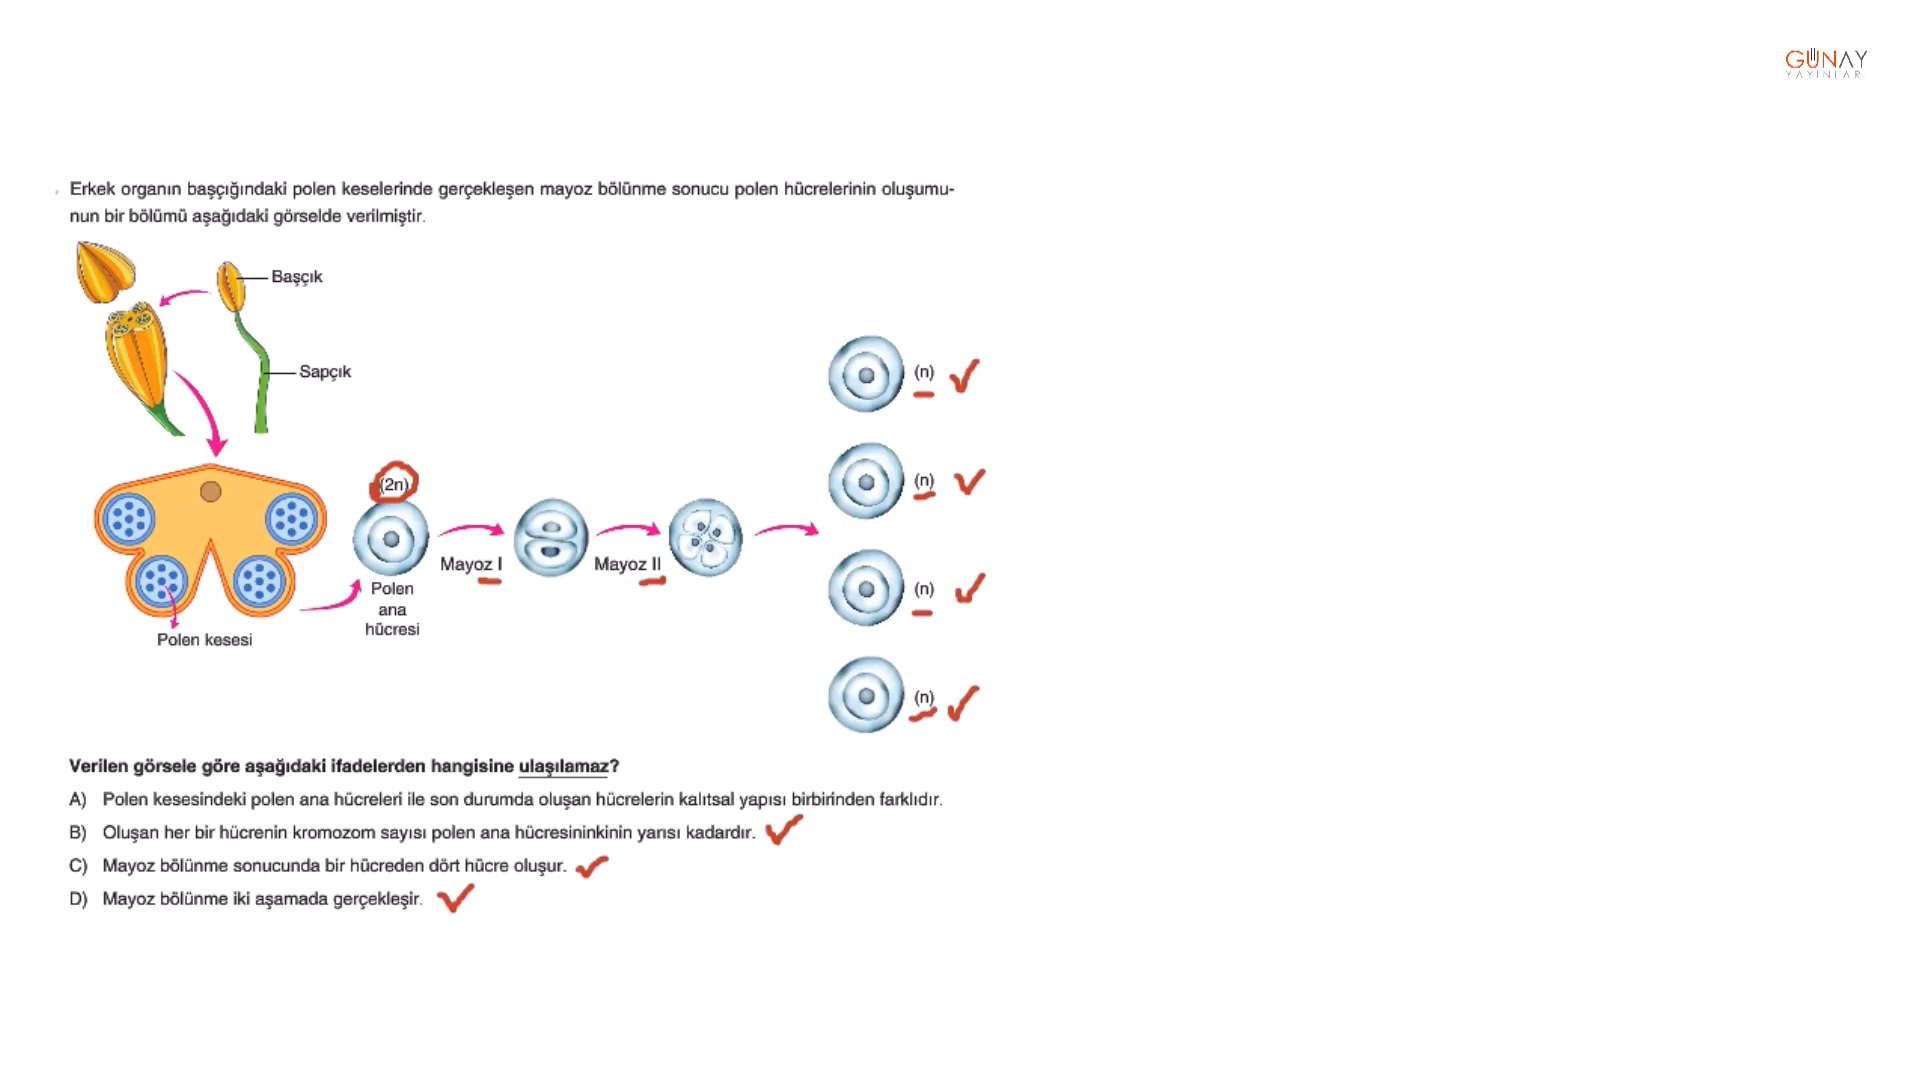 GÜNAY
YAYINLARI
Erkek organın başçığındaki polen keselerinde gerçekleşen mayoz bölünme sonucu polen hücrelerinin oluşumu-
nun bir bölümü aşağıdaki görselde verilmiştir.
Başçık
Sapçık
(n)
(n)
(2n)
Mayoz I
Mayoz II
Polen
ana
hücresi
(n)
Polen kesesi
(n)
Verilen görsele göre aşağıdaki ifadelerden hangisine ulaşılamaz?
A) Polen kesesindeki polen ana hücreleri ile son durumda oluşan hücrelerin kalıtsal yapısı birbirinden farklıdır.
B) Oluşan her bir hücrenin kromozom sayısı polen ana hücresininkinin yarısı kadardır.
C) Mayoz bölünme sonucunda bir hücreden dört hücre oluşur.
D) Mayoz bölünme iki aşamada gerçekleşir.